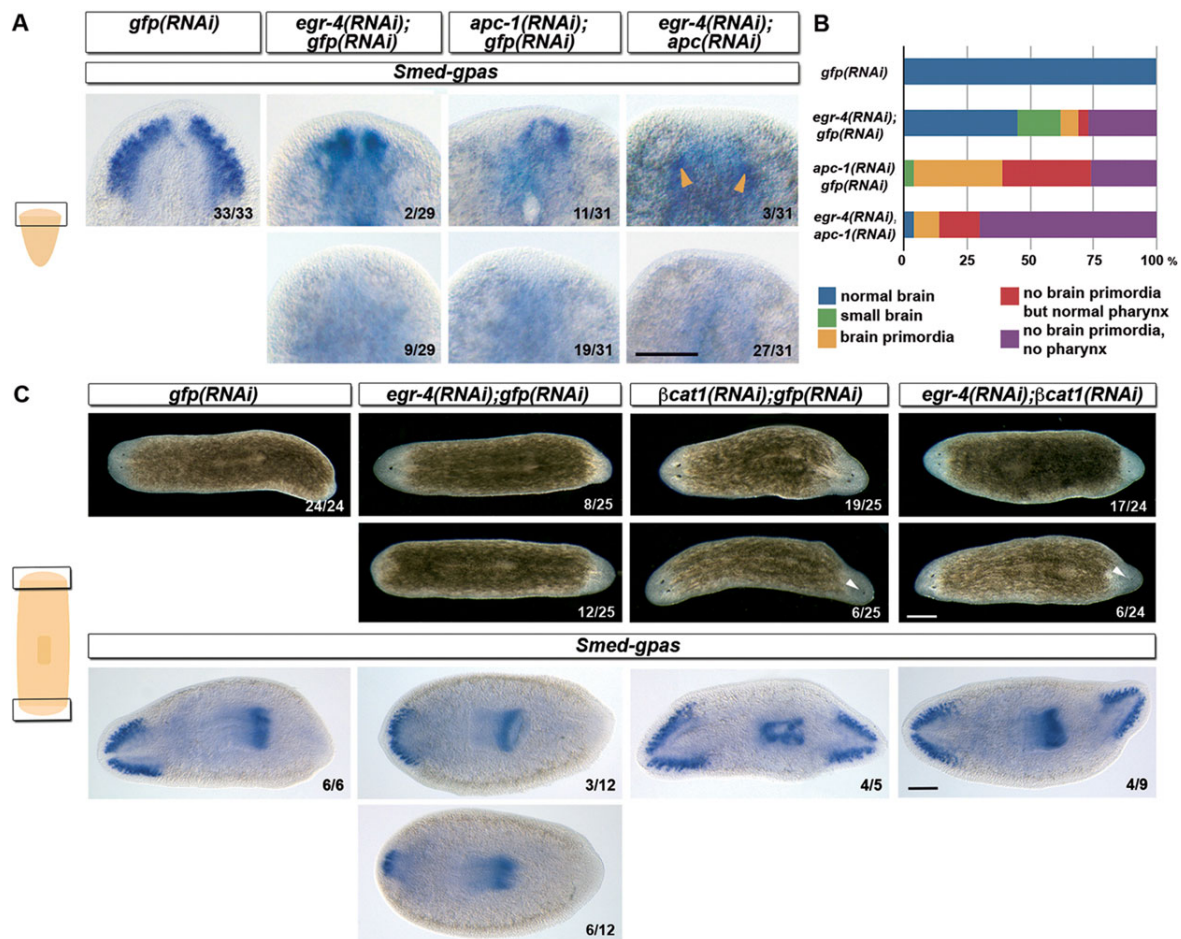 A
gfp(RNAi)
egr-4(RNAi);
gfp(RNAi)
apc-1(RNAi);
gfp(RNAi)
egr-4(RNAi);
apc(RNAi)
Smed-gpas
33/33
2/29
11/31
3/31
9/29
19/31
27/31
B
gfp(RNAi)
egr-4(RNAi);
gfp(RNAi)
apc-1(RNAi)
gfp(RNAi)
egr-4(RNAi),
apc-1(RNAi)
0 25 50 75 100 %
normal brain
small brain
brain primordia
no brain primordia
but normal pharynx
no brain primordia,
no pharynx
C
gfp(RNAi)
egr-4(RNAi);gfp(RNAi)
βcat1(RNAi);gfp(RNAi)
egr-4(RNAi);βcat1(RNAi)
24/24
8/25
19/25
17/24
12/25
6/25
6/24
Smed-gpas
6/6
3/12
4/5
4/9
6/12